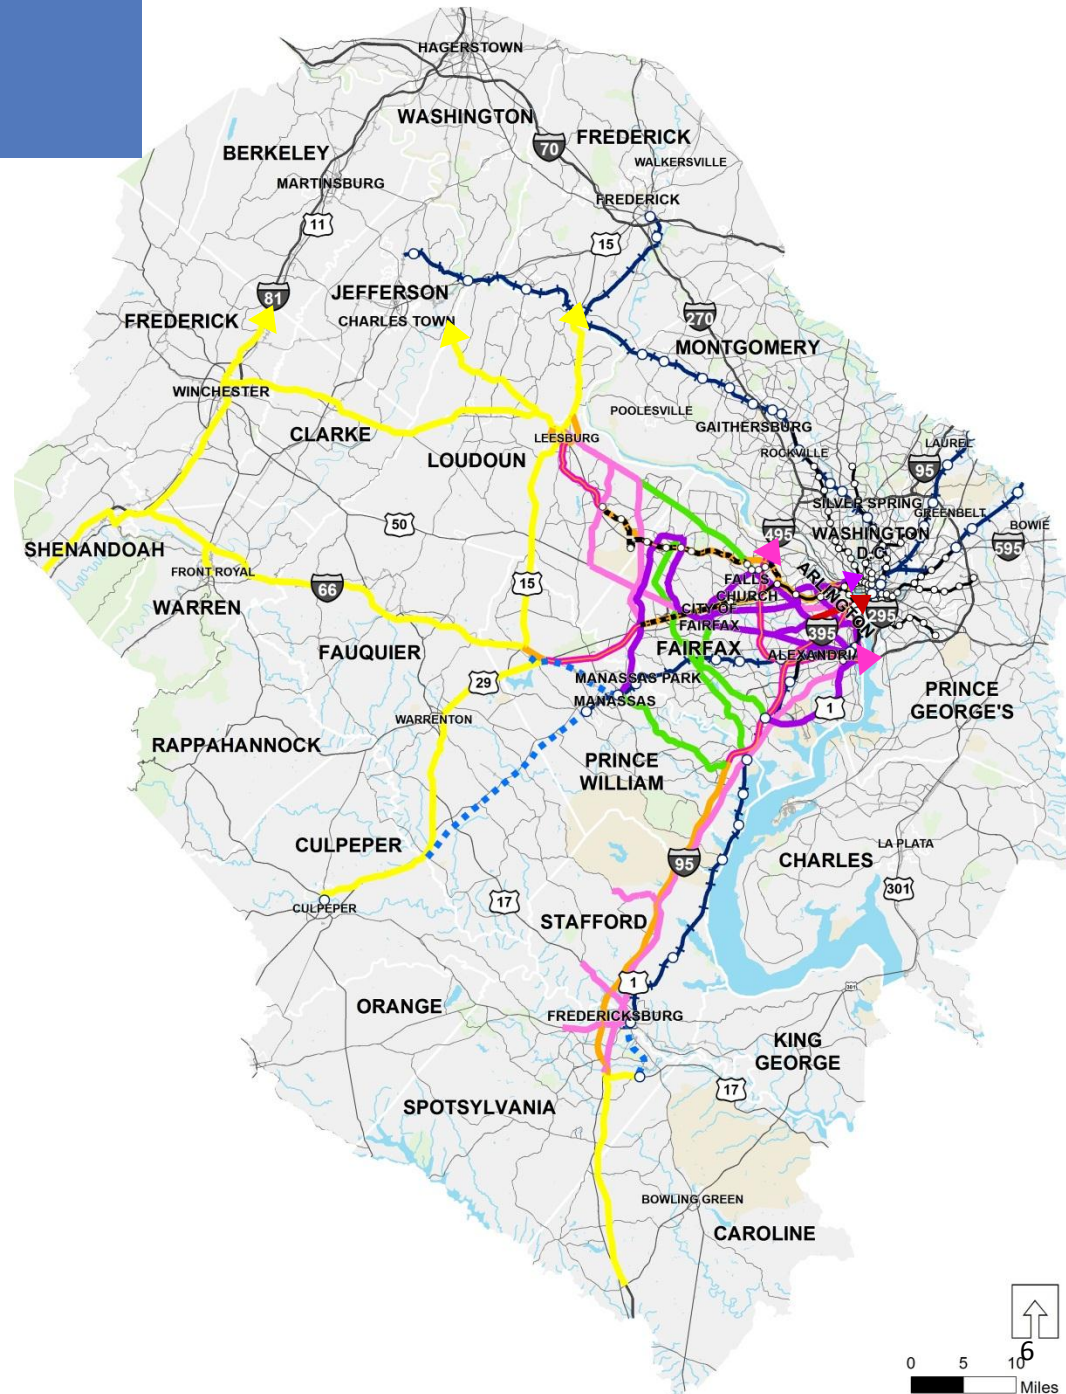 HAGERSTOWN
WASHINGTON
FREDERICK
70
BERKELEY
WALKERSVILLE
MARTINSBURG
FREDERICK
11
15
JEFFERSON
81
CHARLES TOWN
FREDERICK
270
MONTGOMERY
WINCHESTER
POOLESVILLE
GAITHERSBURG
CLARKE
LEESBURG
LAUREL
ROCKVILLE
LOUDOUN
95
SILVER SPRING
GREENBELT
50
495
WASHINGTON
D.C.
BOWIE
595
SHENANDOAH
FRONT ROYAL
15
FALLS
CHURCH
ARLINGTON
66
WARREN
CITY OF
FAIRFAX
295
395
FAUQUIER
FAIRFAX
ALEXANDRIA
29
MANASSAS PARK
MANASSAS
1
PRINCE
GEORGE'S
WARRENTON
RAPPAHANNOCK
PRINCE
WILLIAM
CULPEPER
95
CHARLES
LA PLATA
301
CULPEPER
17
STAFFORD
1
301
ORANGE
FREDERICKSBURG
KING
GEORGE
17
SPOTSYLVANIA
BOWLING GREEN
CAROLINE
6
0 5 10
Miles